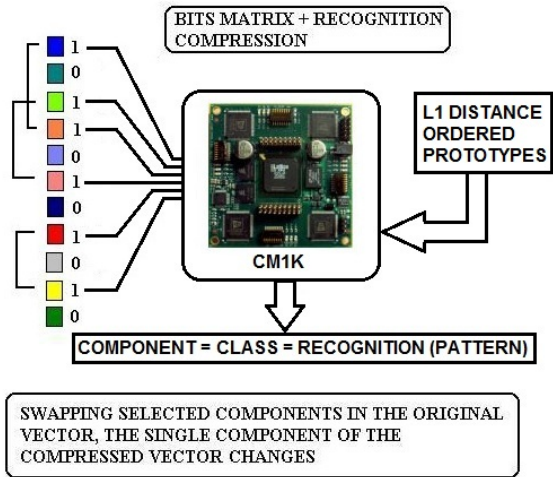 BITS MATRIX + RECOGNITION
COMPRESSION
1
0
1
1
0
1
0
1
0
1
0
L1 DISTANCE
ORDERED
PROTOTYPES
CM1K
COMPONENT = CLASS = RECOGNITION (PATTERN)
SWAPPING SELECTED COMPONENTS IN THE ORIGINAL
VECTOR, THE SINGLE COMPONENT OF THE
COMPRESSED VECTOR CHANGES